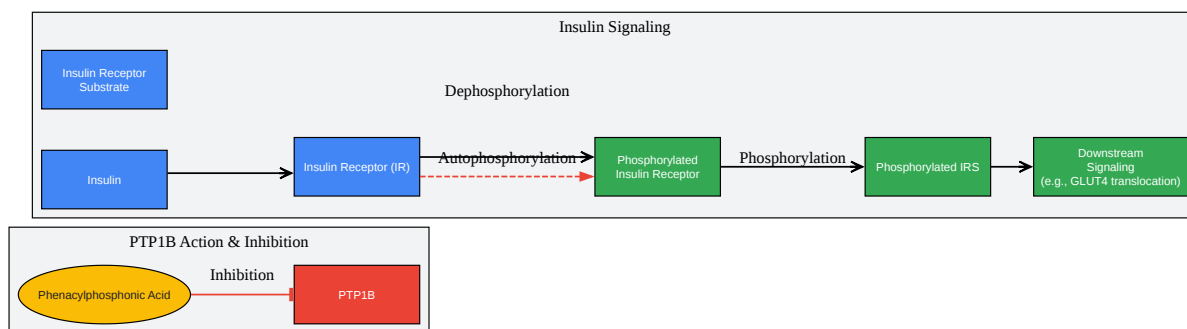 Insulin Signaling
Insulin Receptor
Substrate
Dephosphorylation
Insulin
Insulin Receptor (IR)
Autophosphorylation
Phosphorylated
Insulin Receptor
Phosphorylation
Phosphorylated IRS
Downstream
Signaling
(e.g., GLUT4 translocation)
PTP1B Action & Inhibition
Phenacylphosphonic Acid
Inhibition
PTP1B